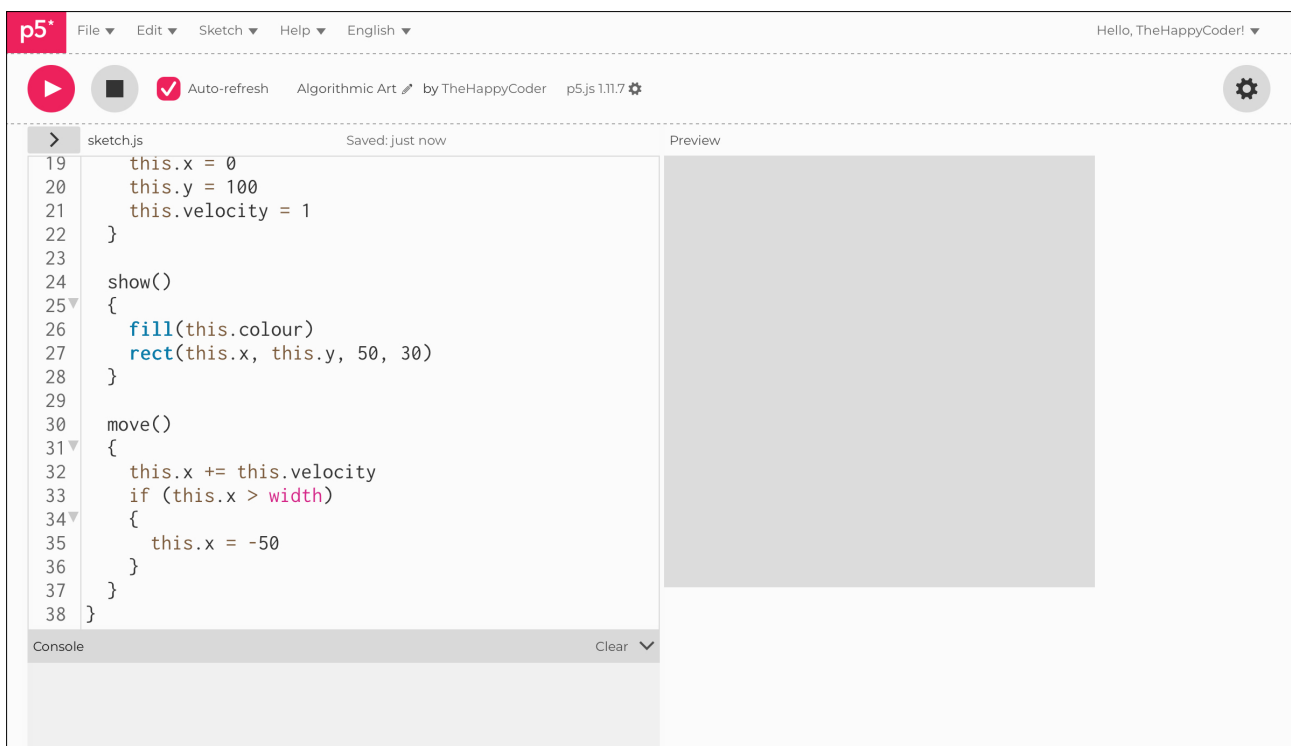 p5* File Edit Sketch Help English Hello, TheHappyCoder!
Auto-refresh Algorithmic Art by TheHappyCoder p5.js 1.11.7
> sketch.js Saved: just now Preview
19 this.x = 0
20 this.y = 100
21 this.velocity = 1
22 }
23
24 show()
25 {
26 fill(this.colour)
27 rect(this.x, this.y, 50, 30)
28 }
29
30 move()
31 {
32 this.x += this.velocity
33 if (this.x > width)
34 {
35 this.x = -50
36 }
37 }
38 }
Console Clear